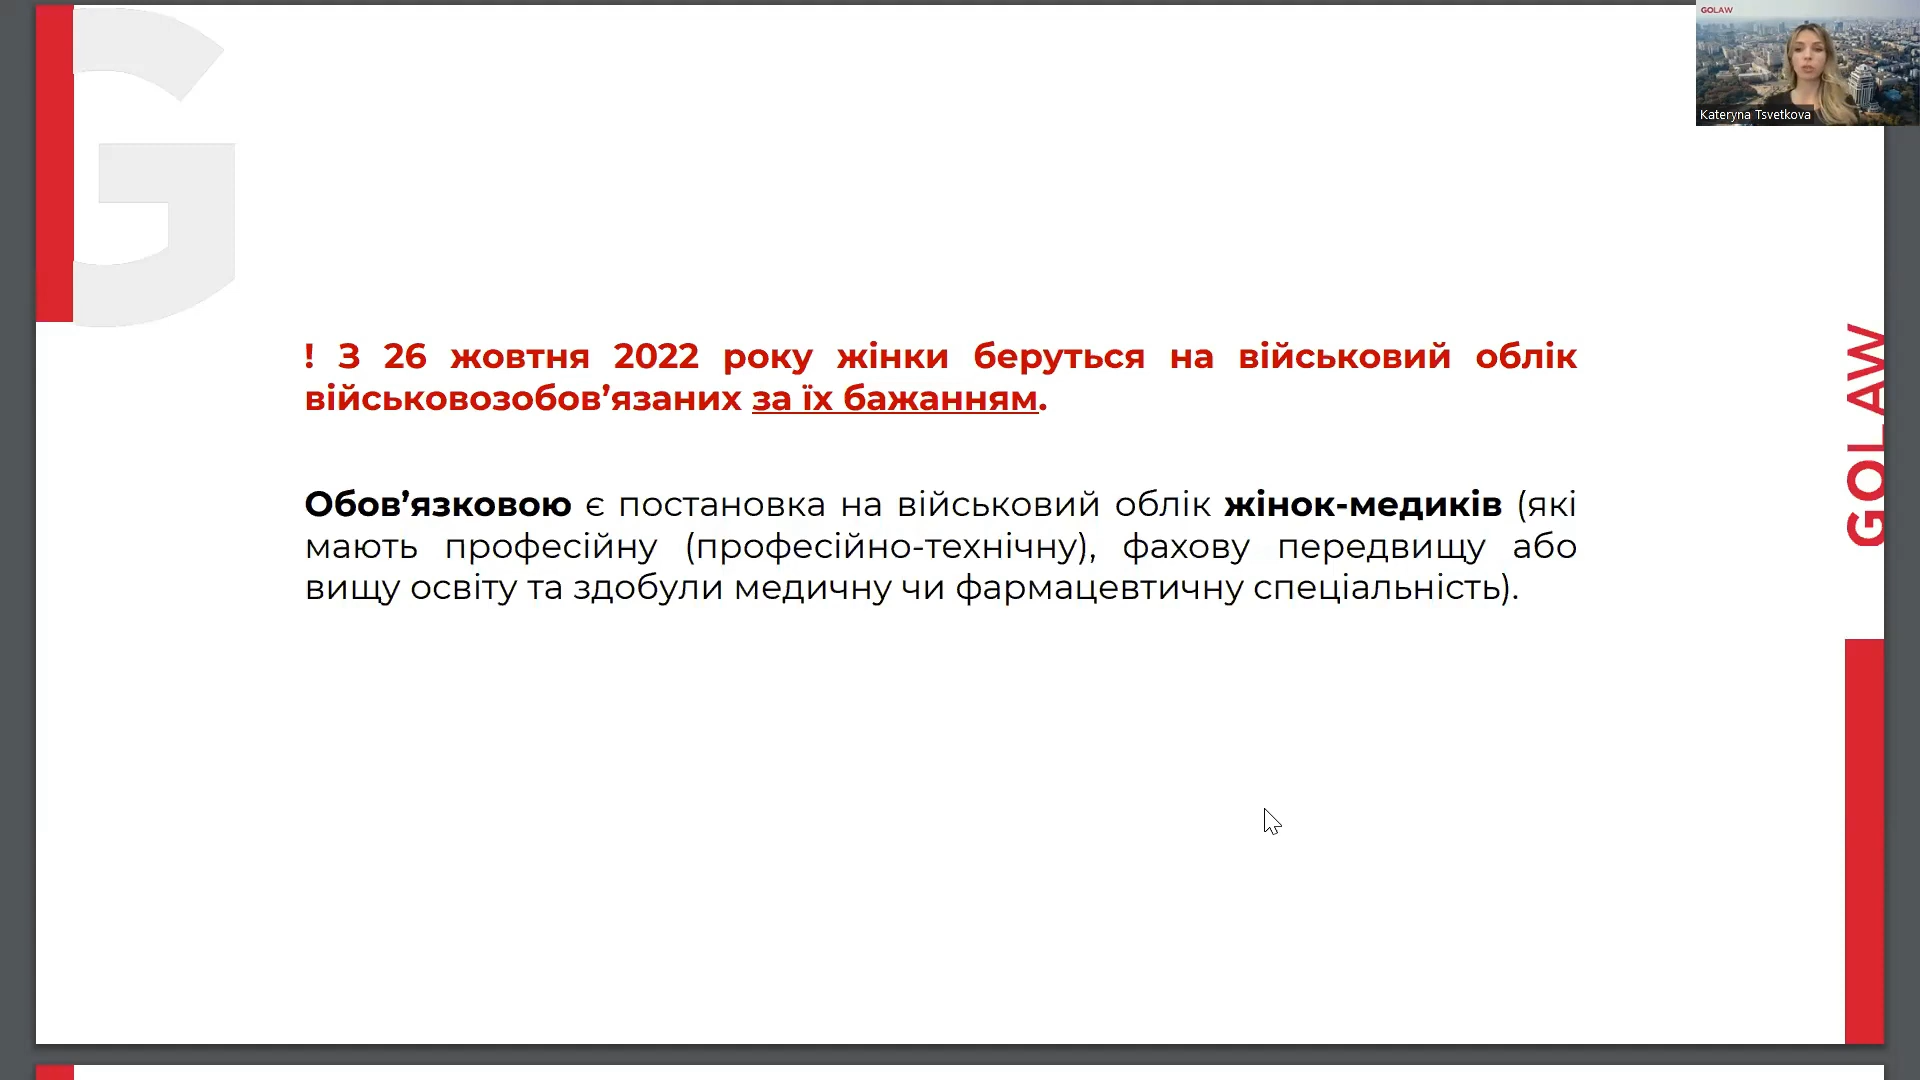 GOLAW
Kateryna Tsvetkova
G
! З 26 жовтня 2022 року жінки беруться на військовий облік
військовозобов’язаних за їх бажанням.
Обов’язковою є постановка на військовий облік жінок-медиків (які
мають професійну (професійно-технічну), фахову передвищу або
вищу освіту та здобули медичну чи фармацевтичну спеціальність).
GOLAW